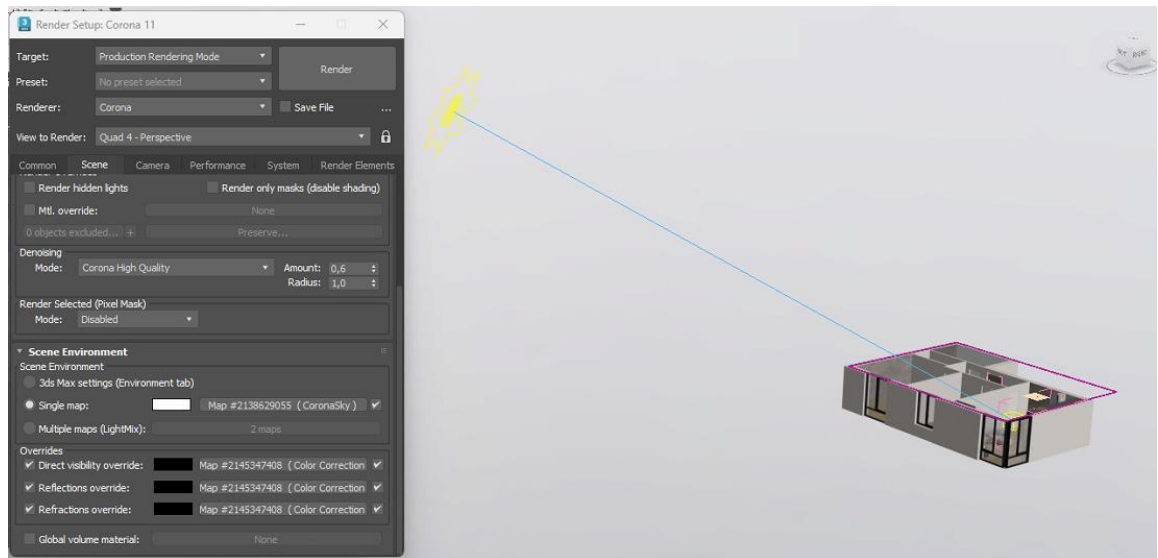 Render Setup: Corona 11
Target: Production Rendering Mode
Render
Preset: No preset selected
Renderer: Corona Save File ...
View to Render: Quad 4 - Perspective
Common Scene Camera Performance System Render Elements
Render hidden lights Render only masks (disable shading)
Mtl. override: None
0 objects excluded... + Preserve...
Denoising
Mode: Corona High Quality Amount: 0,6
Radius: 1,0
Render Selected (Pixel Mask)
Mode: Disabled
Scene Environment
Scene Environment
3ds Max settings (Environment tab)
Single map: Map #2138629055 ( CoronaSky )
Multiple maps (LightMix): 2 maps
Overrides
Direct visibility override: Map #2145347408 ( Color Correction
Reflections override: Map #2145347408 ( Color Correction
Refractions override: Map #2145347408 ( Color Correction
Global volume material: None